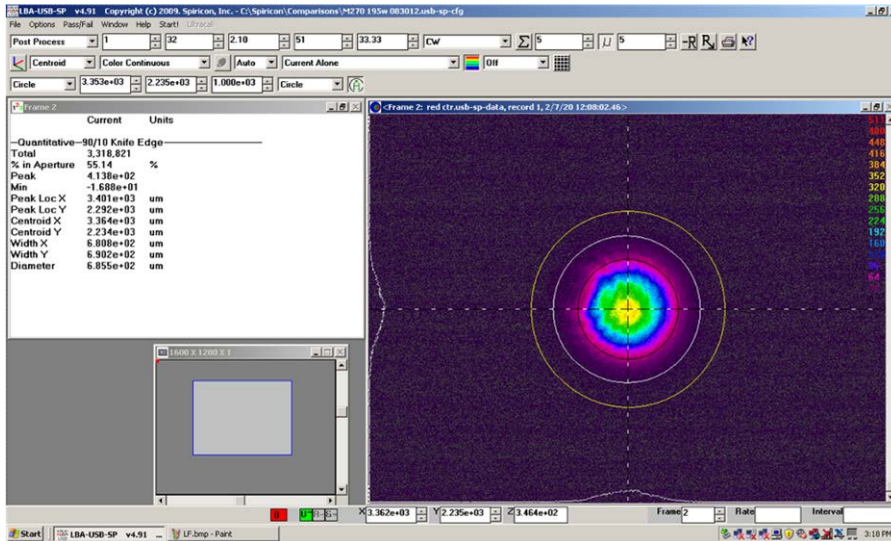 LBA-USB-SP v4.91 Copyright (c) 2009. Spiricon, Inc. - C:\Spiricon\Comparisons\M270 195w 083012.usb-sp-cfg
File Options Pass/Fail Window Help Start! Ultracal
Post Process 1 32 2.10 51 33.33 CW Σ 5 μ 5
Centroid Color Continuous Auto Current Alone Off
Circle 3.353e+03 2.235e+03 1.000e+03 Circle
Frame 2
Current Units
Quantitative 90/10 Knife Edge
Total 3,318,821
% in Aperture 55.14 %
Peak 4.138e+02
Min -1.688e+01
Peak Loc X 3.401e+03 um
Peak Loc Y 2.292e+03 um
Centroid X 3.364e+03 um
Centroid Y 2.234e+03 um
Width X 6.808e+02 um
Width Y 6.902e+02 um
Diameter 6.855e+02 um
<Frame 2: red ctr.usb-sp-data, record 1, 2/7/20 12:08:02.46>
511
480
448
416
384
352
320
288
256
224
192
160
96
64
1600 X 1200 X 1
X 3.362e+03 Y 2.235e+03 Z 3.464e+02 Frame 2 Rate Interval
Start LBA-USB-SP v4.91 ... LF.bmp - Paint 3:18 PM